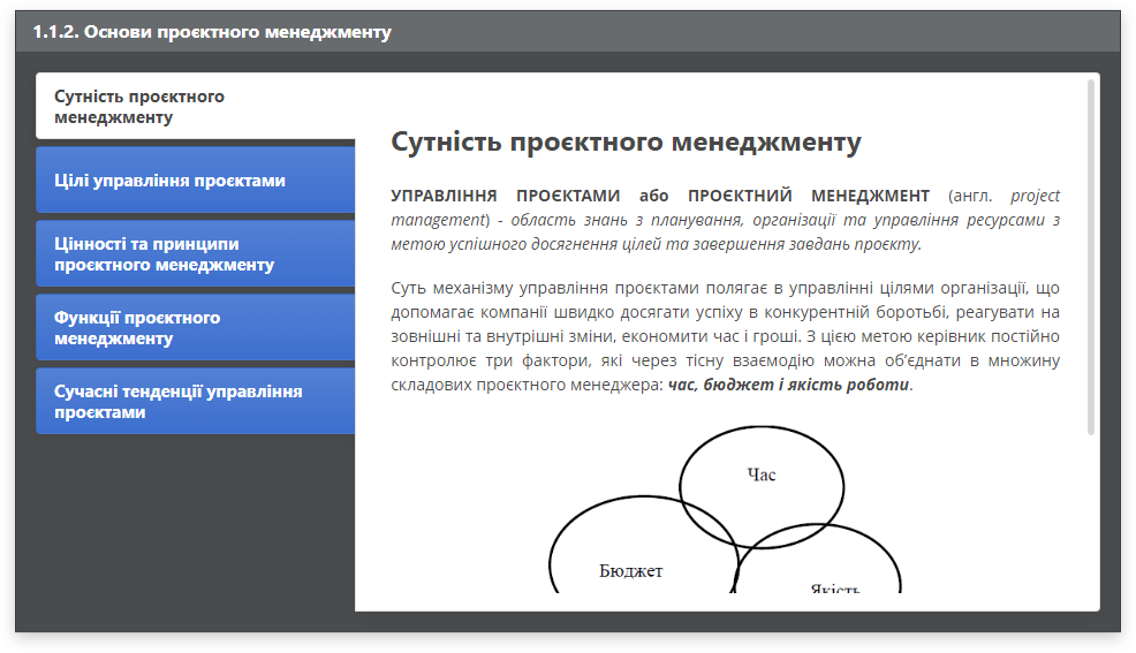 1.1.2. Основи проєктного менеджменту
Сутність проєктного
менеджменту
Цілі управління проєктами
Цінності та принципи
проєктного менеджменту
Функції проєктного
менеджменту
Сучасні тенденції управління
проєктами
Сутність проєктного менеджменту
УПРАВЛІННЯ ПРОЄКТАМИ або ПРОЄКТНИЙ МЕНЕДЖМЕНТ (англ. project
management) - область знань з планування, організації та управління ресурсами з
метою успішного досягнення цілей та завершення завдань проєкту.
Суть механізму управління проєктами полягає в управлінні цілями організації, що
допомагає компанії швидко досягати успіху в конкурентній боротьбі, реагувати на
зовнішні та внутрішні зміни, економити час і гроші. З цією метою керівник постійно
контролює три фактори, які через тісну взаємодію можна об’єднати в множину
складових проєктного менеджера: час, бюджет і якість роботи.
Час
Бюджет
Якість